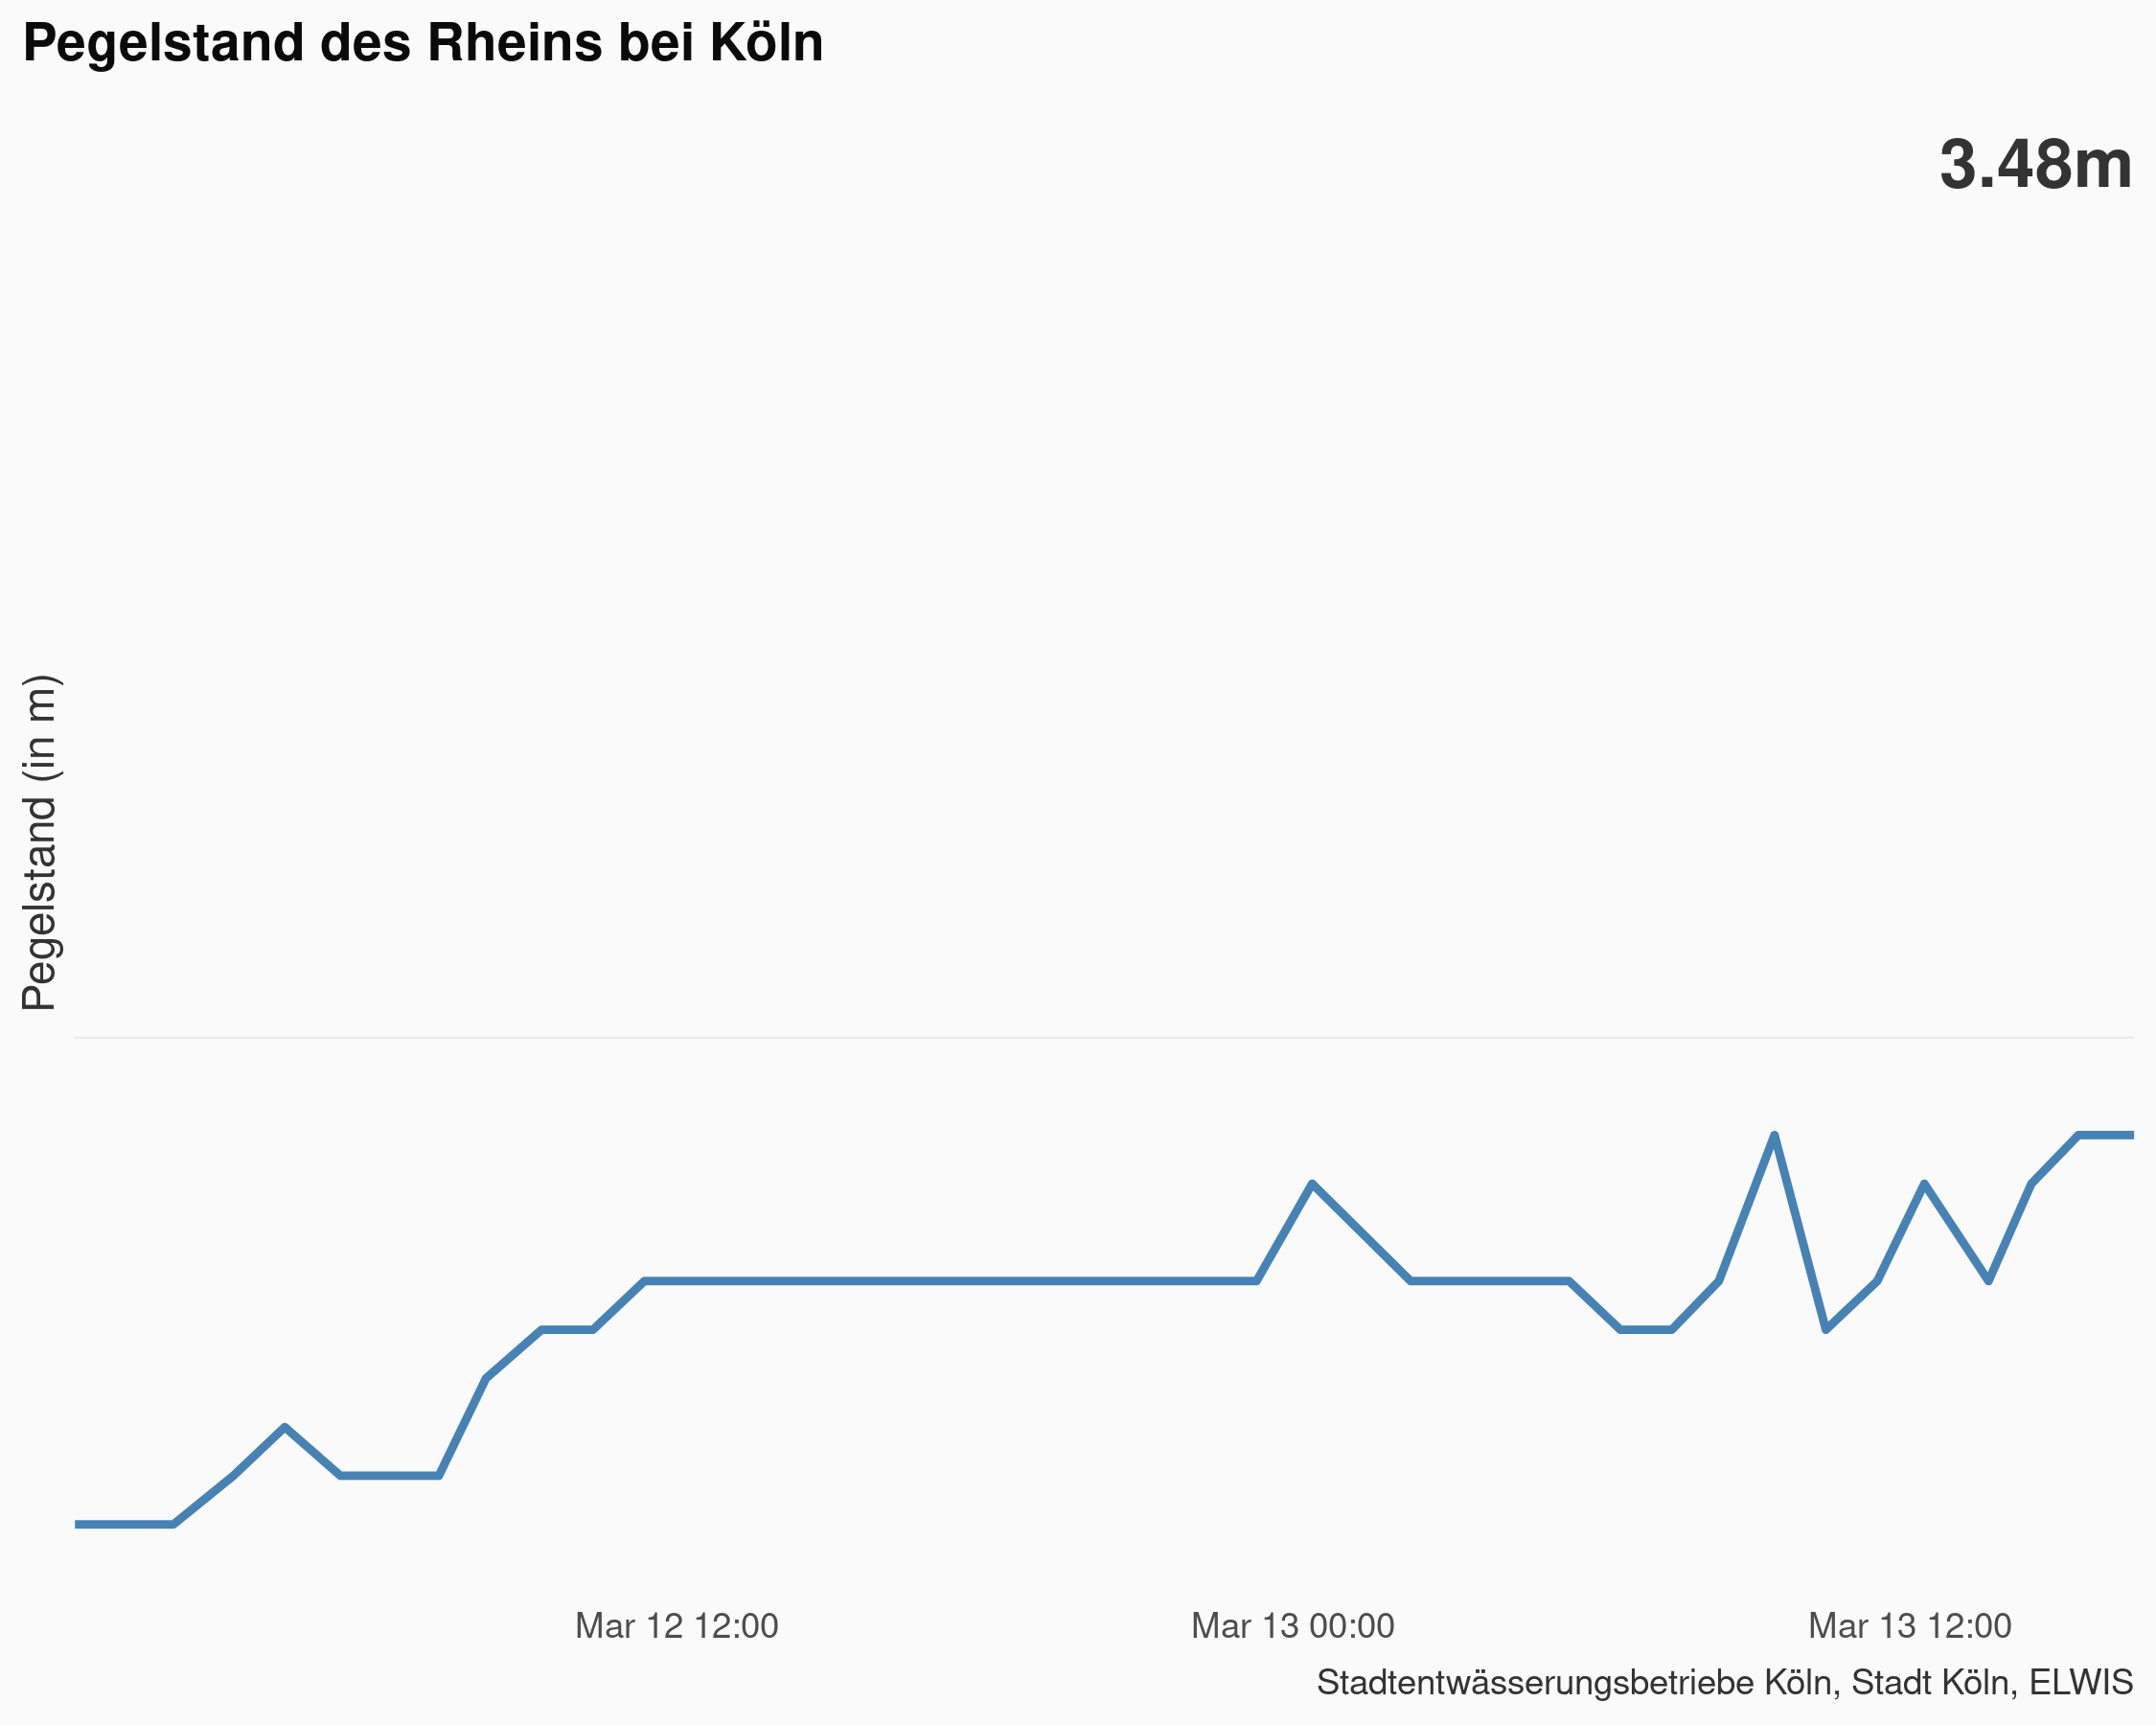 Pegelstand des Rheins bei Köln
3.48m
Pegelstand (in m)
Mar 12 12:00
Mar 13 00:00
Mar 13 12:00
Stadtentwässerungsbetriebe Köln, Stadt Köln, ELWIS